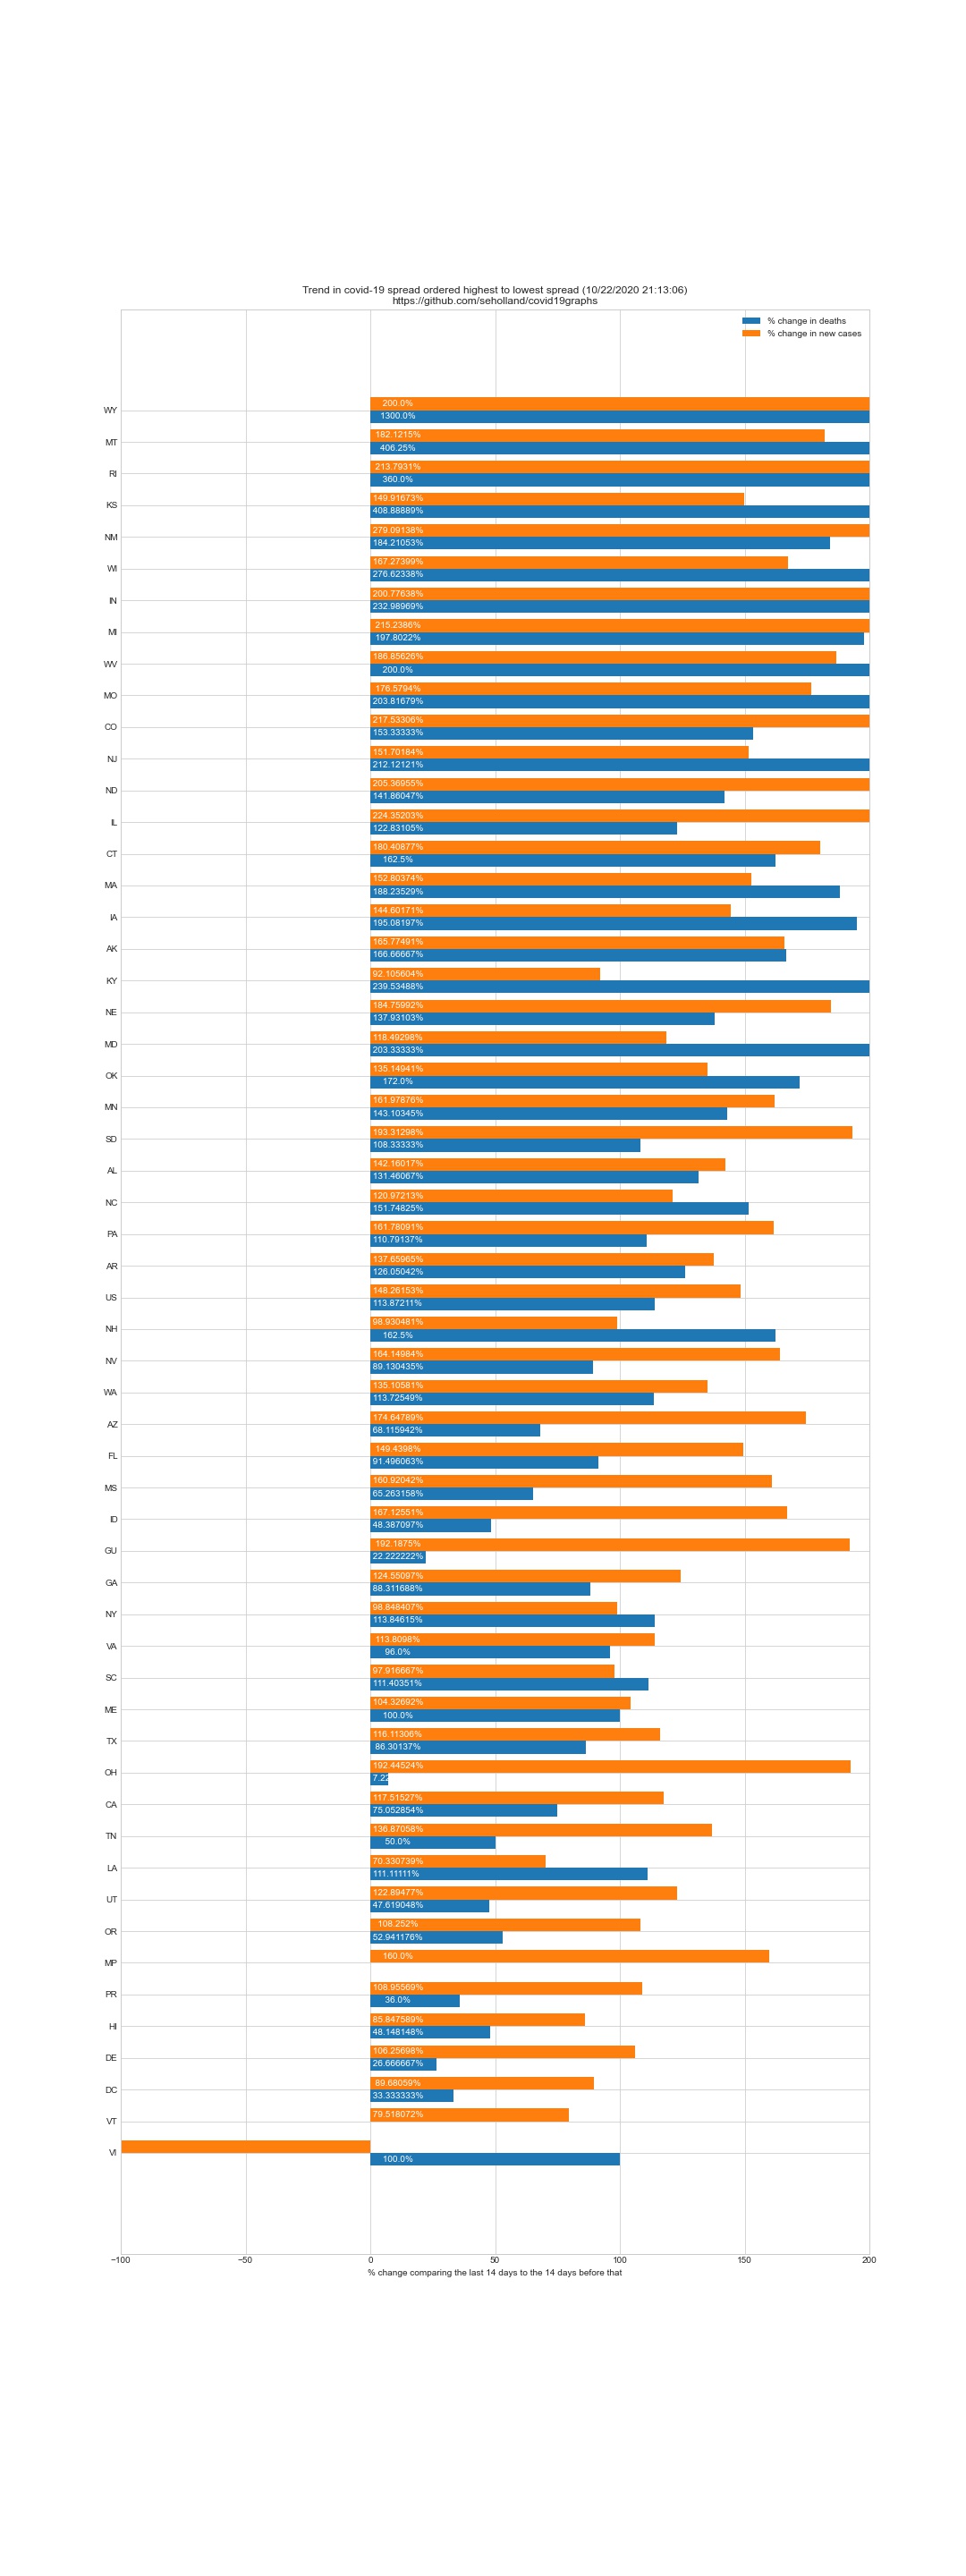 Trend in covid-19 spread ordered highest to lowest spread (10/22/2020 21:13:06)
https://github.com/seholland/covid19graphs
% change in deaths
% change in new cases
WY
200.0%
1300.0%
MT
182.1215%
406.25%
RI
213.7931%
360.0%
KS
149.91673%
408.88889%
NM
279.09138%
184.21053%
WI
167.27399%
276.62338%
IN
200.77638%
232.98969%
MI
215.2386%
197.8022%
WV
186.85626%
200.0%
MO
176.5794%
203.81679%
CO
217.53306%
153.33333%
NJ
151.70184%
212.12121%
ND
205.36955%
141.86047%
IL
224.35203%
122.83105%
CT
180.40877%
162.5%
MA
152.80374%
188.23529%
IA
144.60171%
195.08197%
AK
165.77491%
166.66667%
KY
92.105604%
239.53488%
NE
184.75992%
137.93103%
MD
118.49298%
203.33333%
OK
135.14941%
172.0%
MN
161.97876%
143.10345%
SD
193.31298%
108.33333%
AL
142.16017%
131.46067%
NC
120.97213%
151.74825%
PA
161.78091%
110.79137%
AR
137.65965%
126.05042%
US
148.26153%
113.87211%
NH
98.930481%
162.5%
NV
164.14984%
89.130435%
WA
135.10581%
113.72549%
AZ
174.64789%
68.115942%
FL
149.4398%
91.496063%
MS
160.92042%
65.263158%
ID
167.12551%
48.387097%
GU
192.1875%
22.222222%
GA
124.55097%
88.311688%
NY
98.848407%
113.84615%
VA
113.8098%
96.0%
SC
97.916667%
111.40351%
ME
104.32692%
100.0%
TX
116.11306%
86.30137%
OH
192.44524%
7.22
CA
117.51527%
75.052854%
TN
136.87058%
50.0%
LA
70.330739%
111.11111%
UT
122.89477%
47.619048%
OR
108.252%
52.941176%
MP
160.0%
PR
108.95569%
36.0%
HI
85.847589%
48.148148%
DE
106.25698%
26.666667%
DC
89.68059%
33.333333%
VT
79.518072%
VI
100.0%
−100 −50 0 50 100 150 200
% change comparing the last 14 days to the 14 days before that